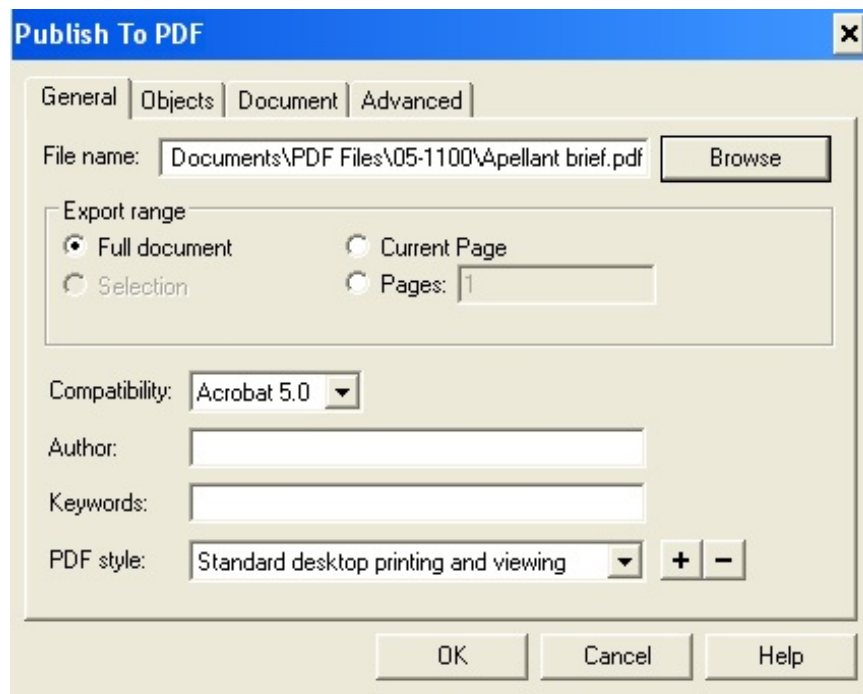 Publish To PDF
General Objects Document Advanced
File name: Documents\PDF Files\05-1100\Apellant brief.pdf Browse
Export range
Full document Current Page
Selection Pages: 1
Compatibility: Acrobat 5.0
Author:
Keywords:
PDF style: Standard desktop printing and viewing + -
OK Cancel Help